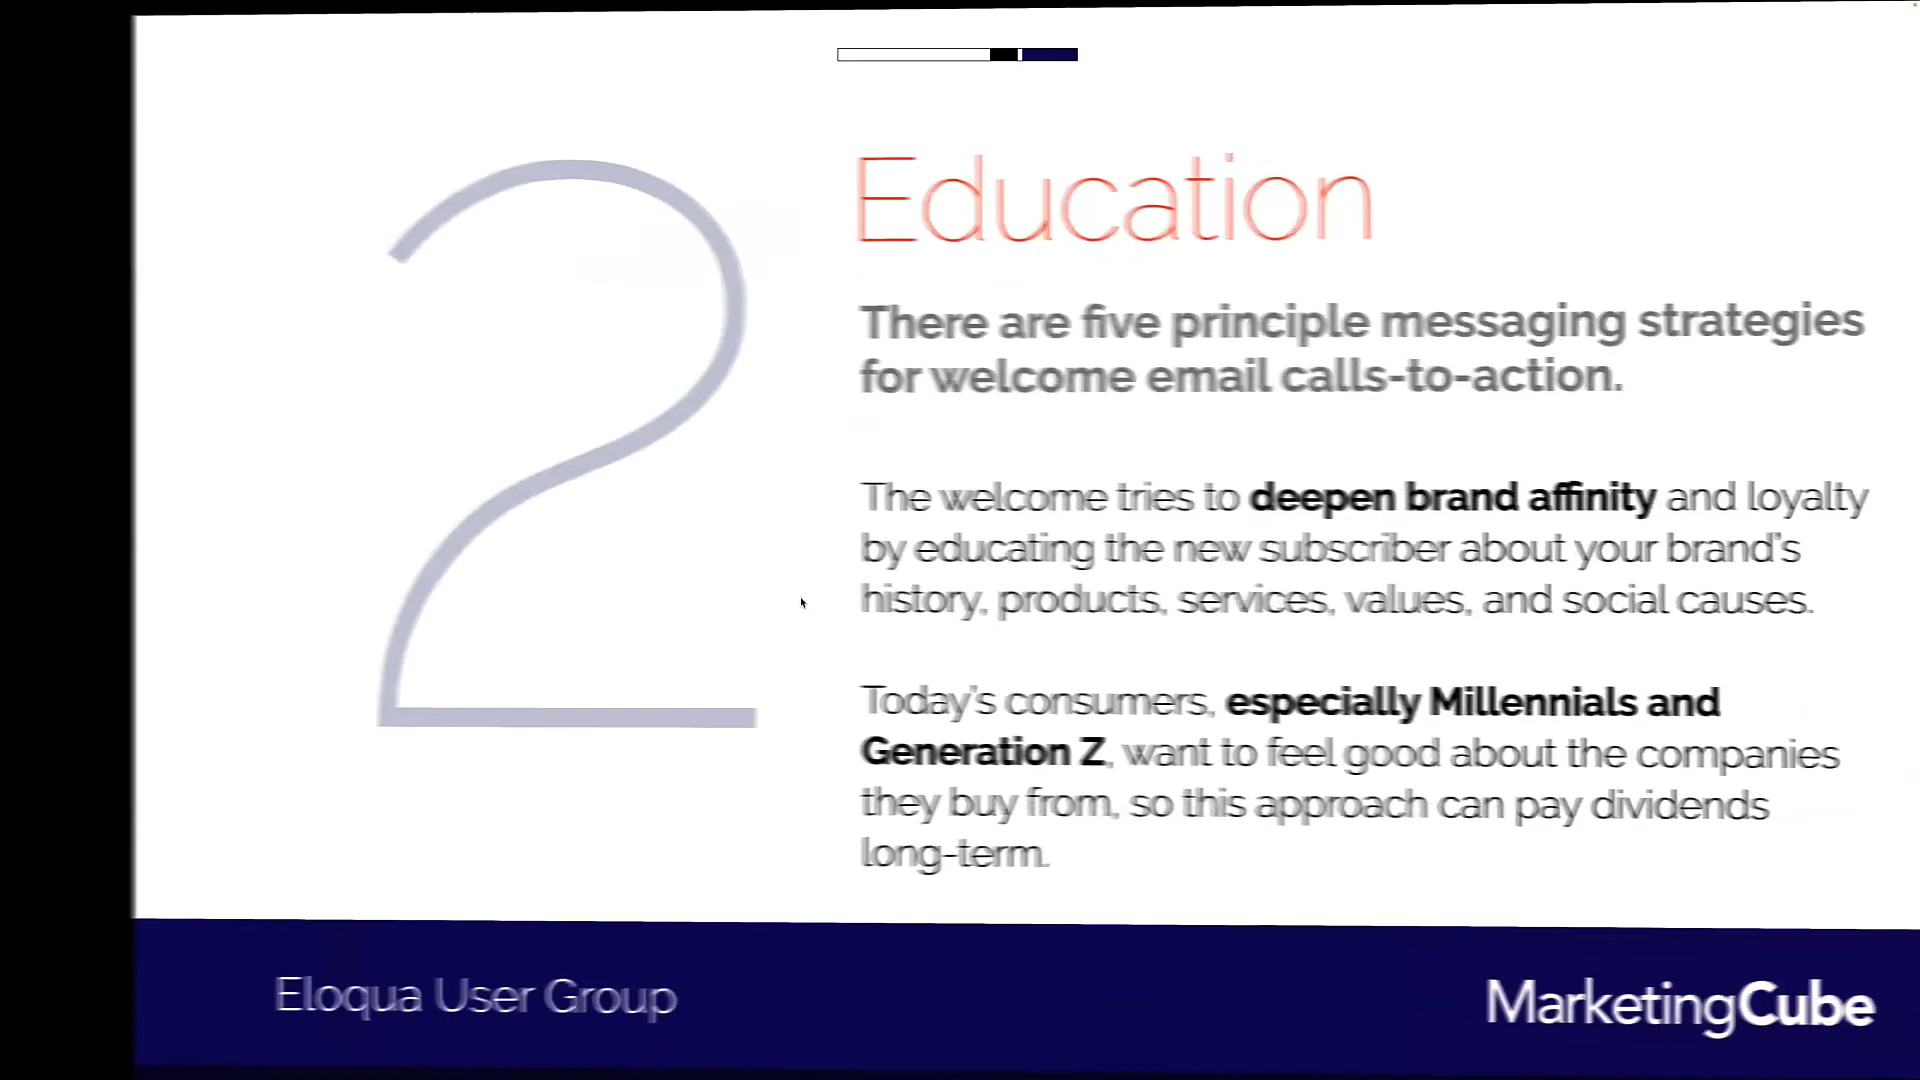 2
Education
There are five principle messaging strategies
for welcome email calls-to-action.
The welcome tries to deepen brand affinity and loyalty
by educating the new subscriber about your brand's
history, products, services, values, and social causes.
Today's consumers, especially Millennials and
Generation Z, want to feel good about the companies
they buy from, so this approach can pay dividends
long-term.
Eloqua User Group
MarketingCube